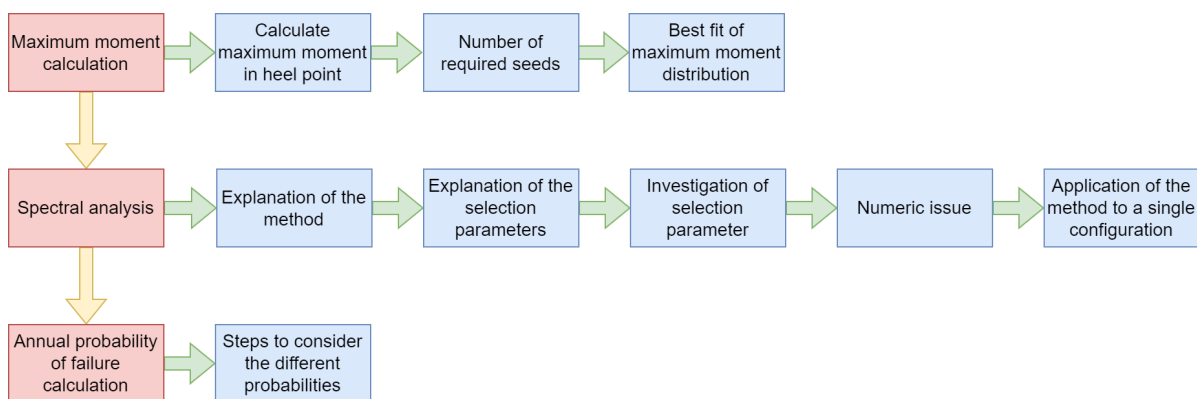 Maximum moment
calculation
Calculate
maximum moment
in heel point
Number of
required seeds
Best fit of
maximum moment
distribution
Spectral analysis
Explanation of the
method
Explanation of the
selection
parameters
Investigation of
selection
parameter
Numeric issue
Application of the
method to a single
configuration
Annual probability
of failure
calculation
Steps to consider
the different
probabilities